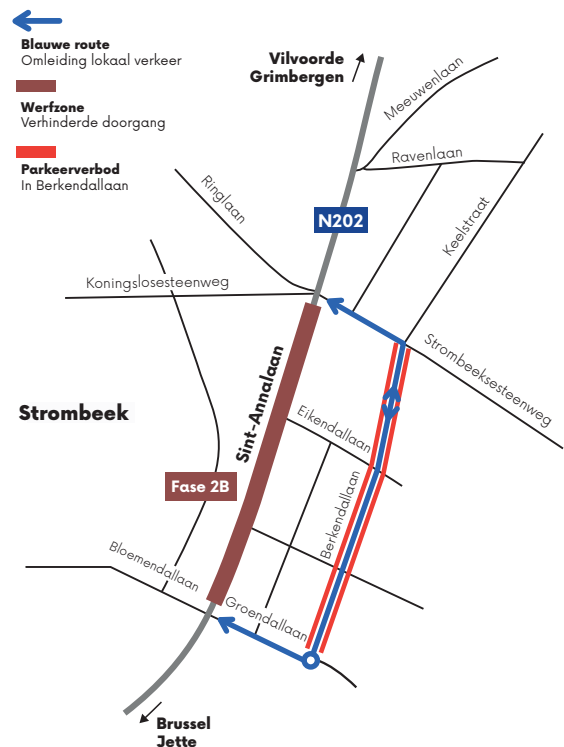 Blauwe route
Omleiding lokaal verkeer
Werfzone
Verhinderde doorgang
Parkeerverbod
In Berkendallaan
Vilvoorde
Grimbergen
Meeuwenlaan
Ravenlaan
Ringlaan
N202
Keelstraat
Koningslosesteenweg
Strombeeksesteenweg
Sint-Annalaan
Strombeek
Eikendallaan
Fase 2B
Berkendallaan
Bloemendallaan
Groendallaan
Brussel
Jette